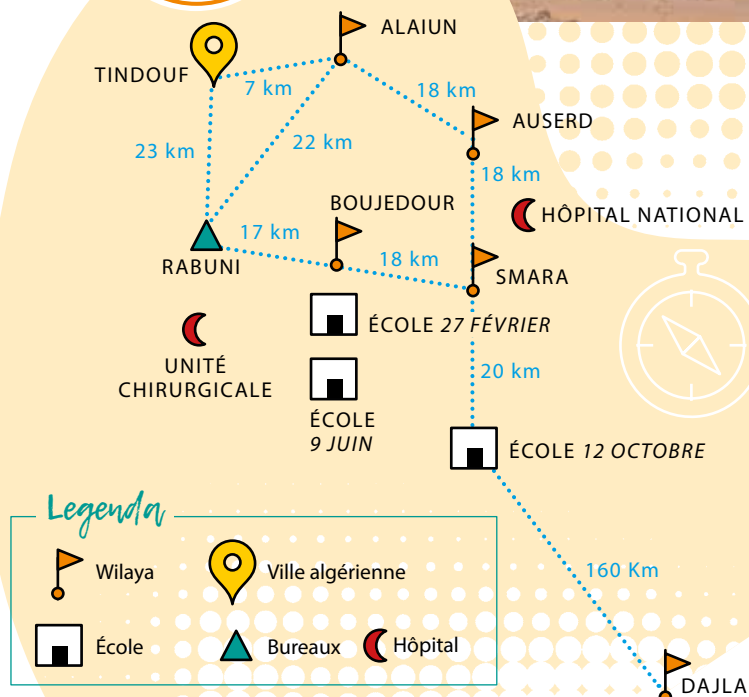 ALAIUN
TINDOUF
7 km
18 km
AUSERD
23 km
22 km
18 km
BOUJEDOUR
HÔPITAL NATIONAL
17 km
RABUNI
18 km
SMARA
ÉCOLE 27 FÉVRIER
UNITÉ
CHIRURGICALE
20 km
ÉCOLE
9 JUIN
ÉCOLE 12 OCTOBRE
Legenda
Wilaya
Ville algérienne
160 Km
École
Bureaux
Hôpital
DAJLA